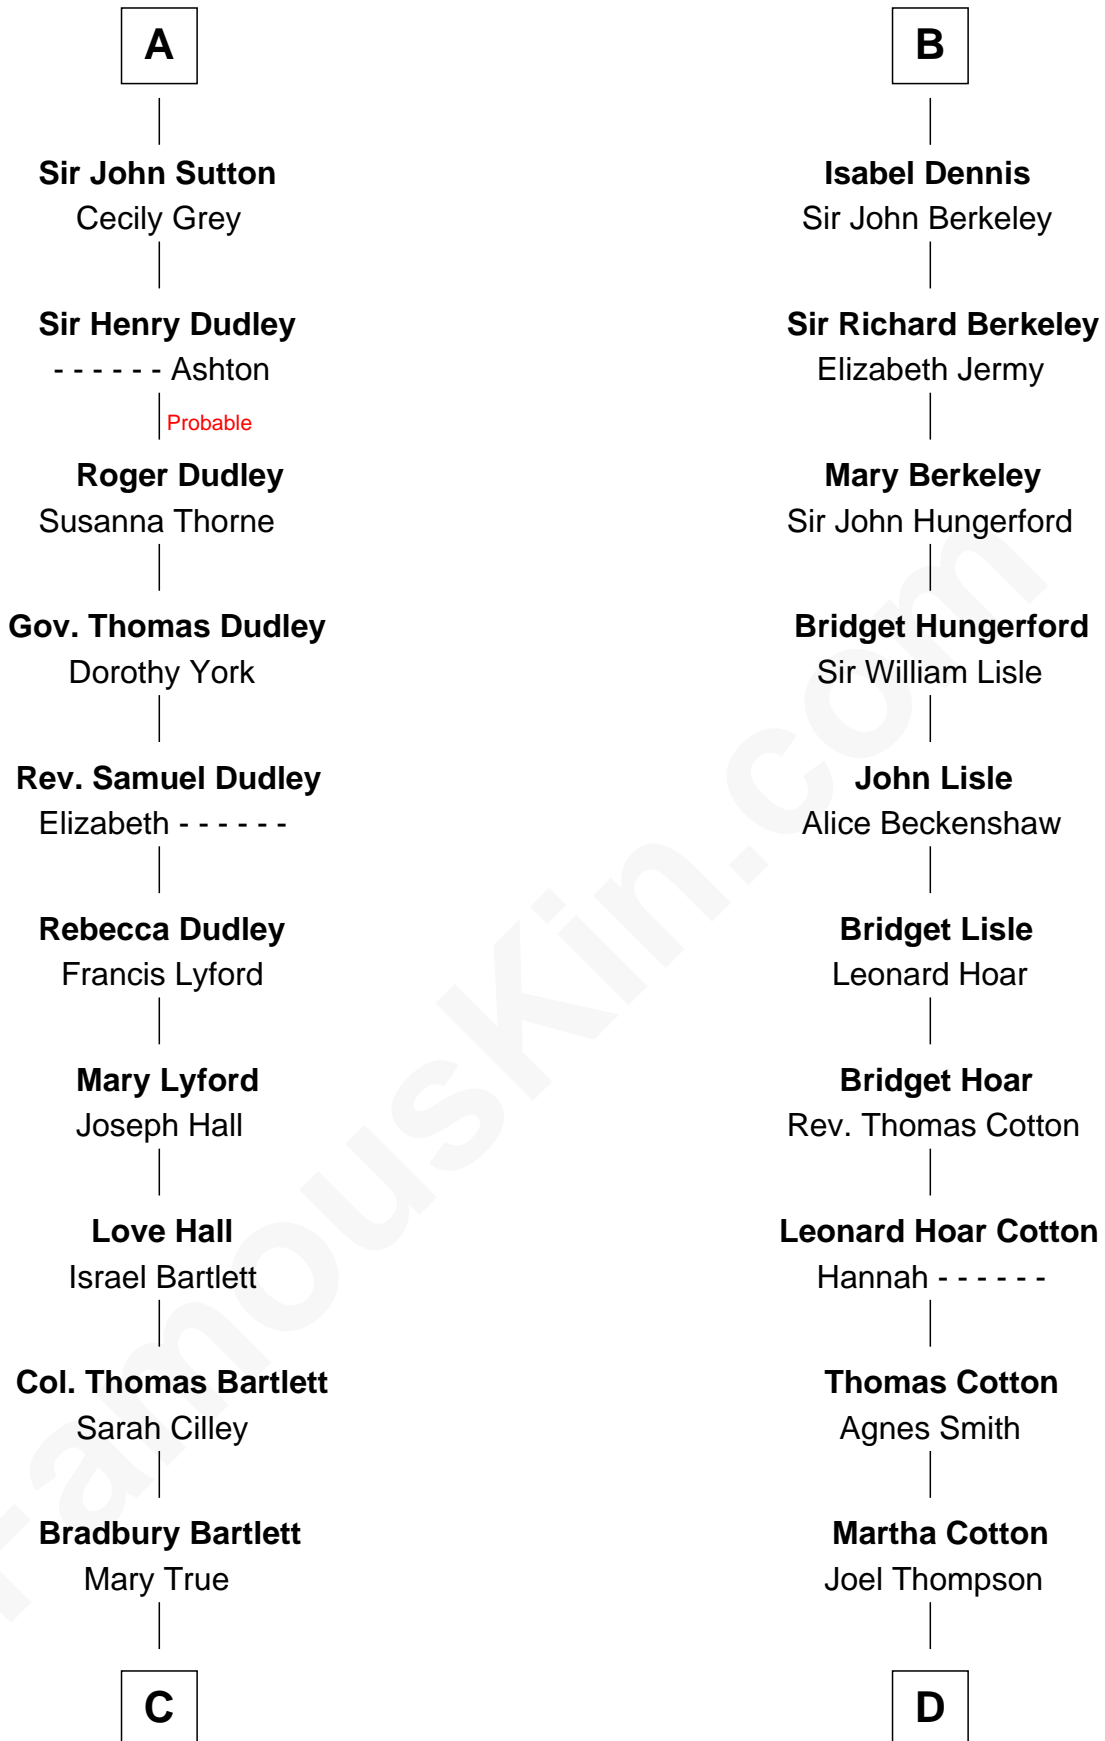 A
Sir John Sutton
Cecily Grey
Sir Henry Dudley
- - - - - - Ashton
Probable
Roger Dudley
Susanna Thorne
Gov. Thomas Dudley
Dorothy York
Rev. Samuel Dudley
Elizabeth - - - - - -
Rebecca Dudley
Francis Lyford
Mary Lyford
Joseph Hall
Love Hall
Israel Bartlett
Col. Thomas Bartlett
Sarah Cilley
Bradbury Bartlett
Mary True
C
B
Isabel Dennis
Sir John Berkeley
Sir Richard Berkeley
Elizabeth Jermy
Mary Berkeley
Sir John Hungerford
Bridget Hungerford
Sir William Lisle
John Lisle
Alice Beckenshaw
Bridget Lisle
Leonard Hoar
Bridget Hoar
Rev. Thomas Cotton
Leonard Hoar Cotton
Hannah - - - - - -
Thomas Cotton
Agnes Smith
Martha Cotton
Joel Thompson
D
FamousKin.com